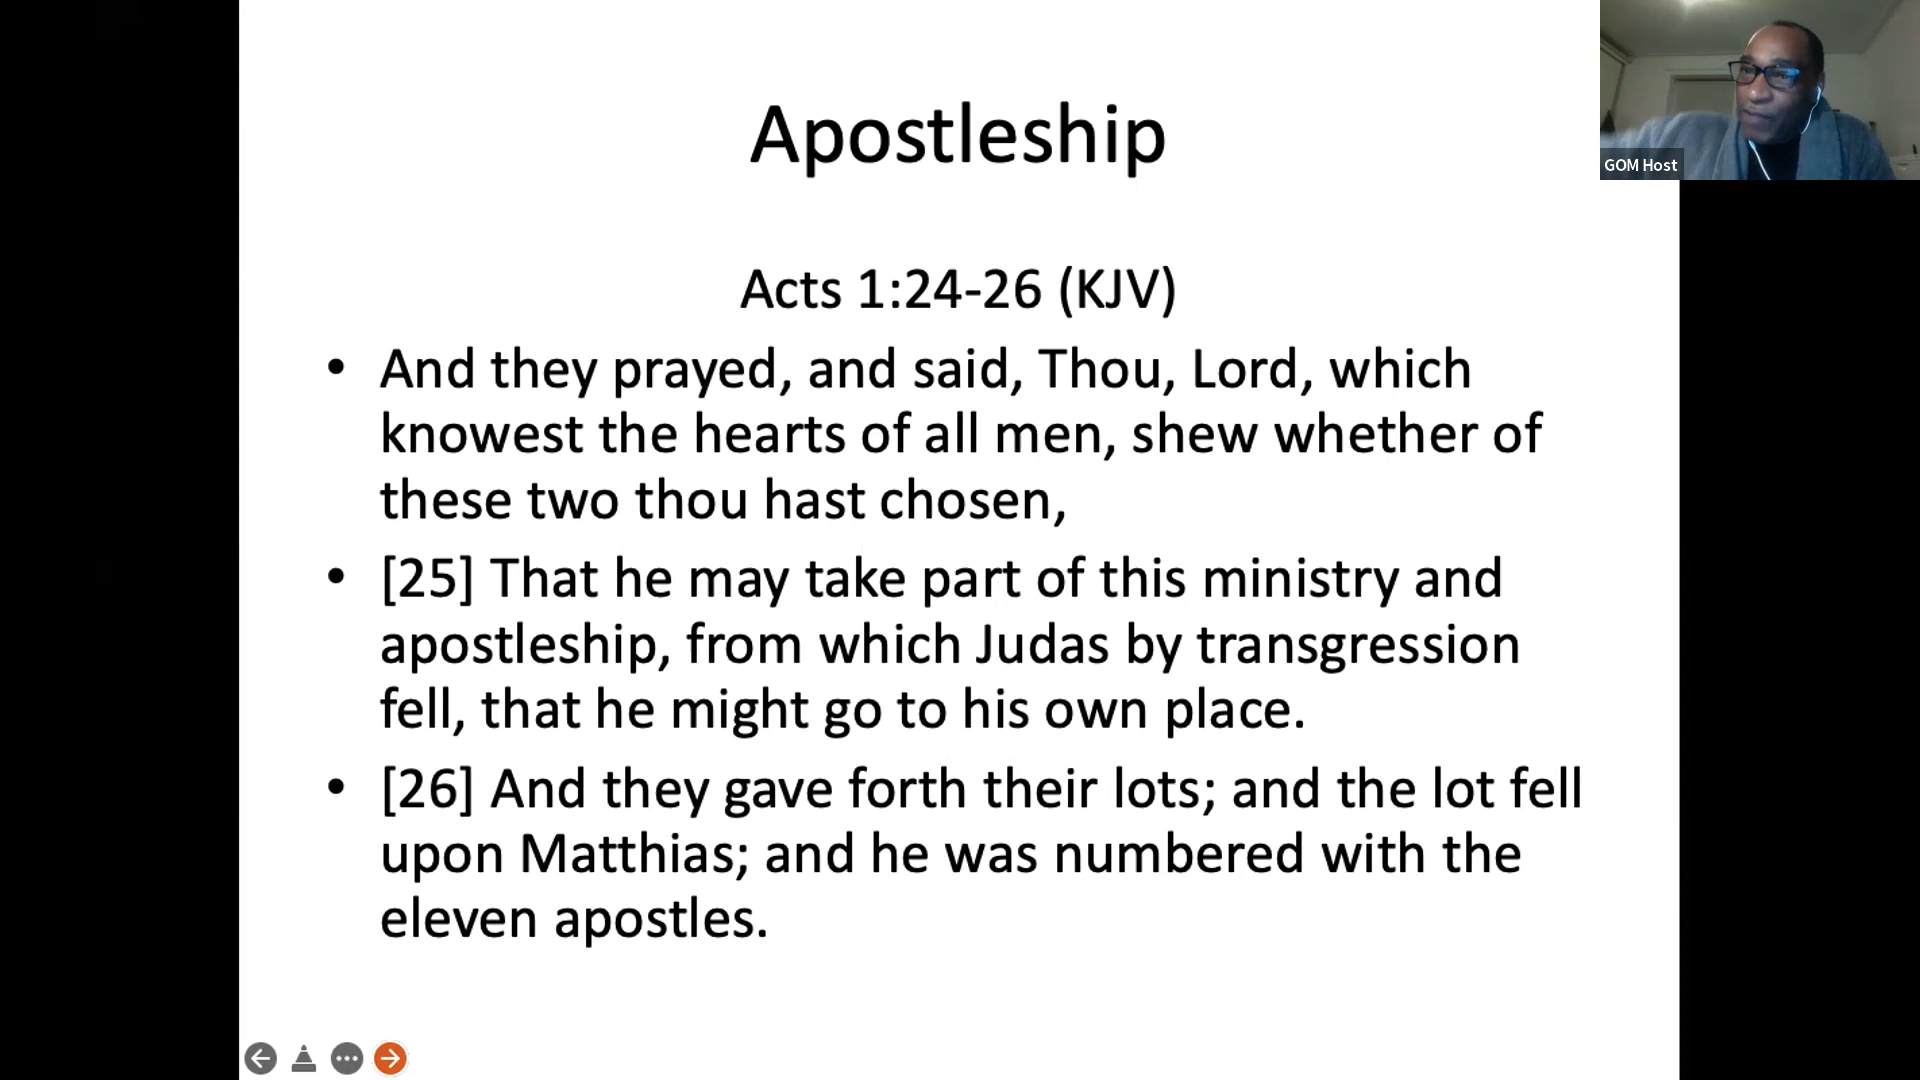 Apostleship
GOM Host
Acts 1:24-26 (KJV)
• And they prayed, and said, Thou, Lord, which
knowest the hearts of all men, shew whether of
these two thou hast chosen,
• [25] That he may take part of this ministry and
apostleship, from which Judas by transgression
fell, that he might go to his own place.
• [26] And they gave forth their lots; and the lot fell
upon Matthias; and he was numbered with the
eleven apostles.